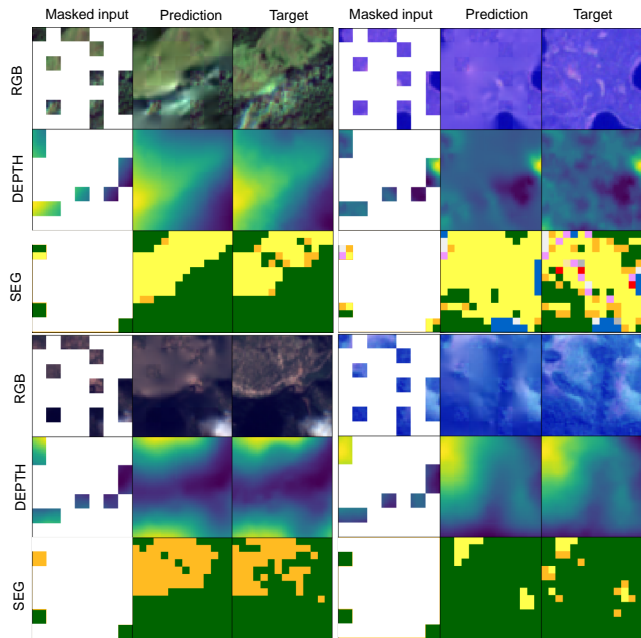 Masked input Prediction Target Masked input Prediction Target
RGB
DEPTH
SEG
RGB
DEPTH
SEG